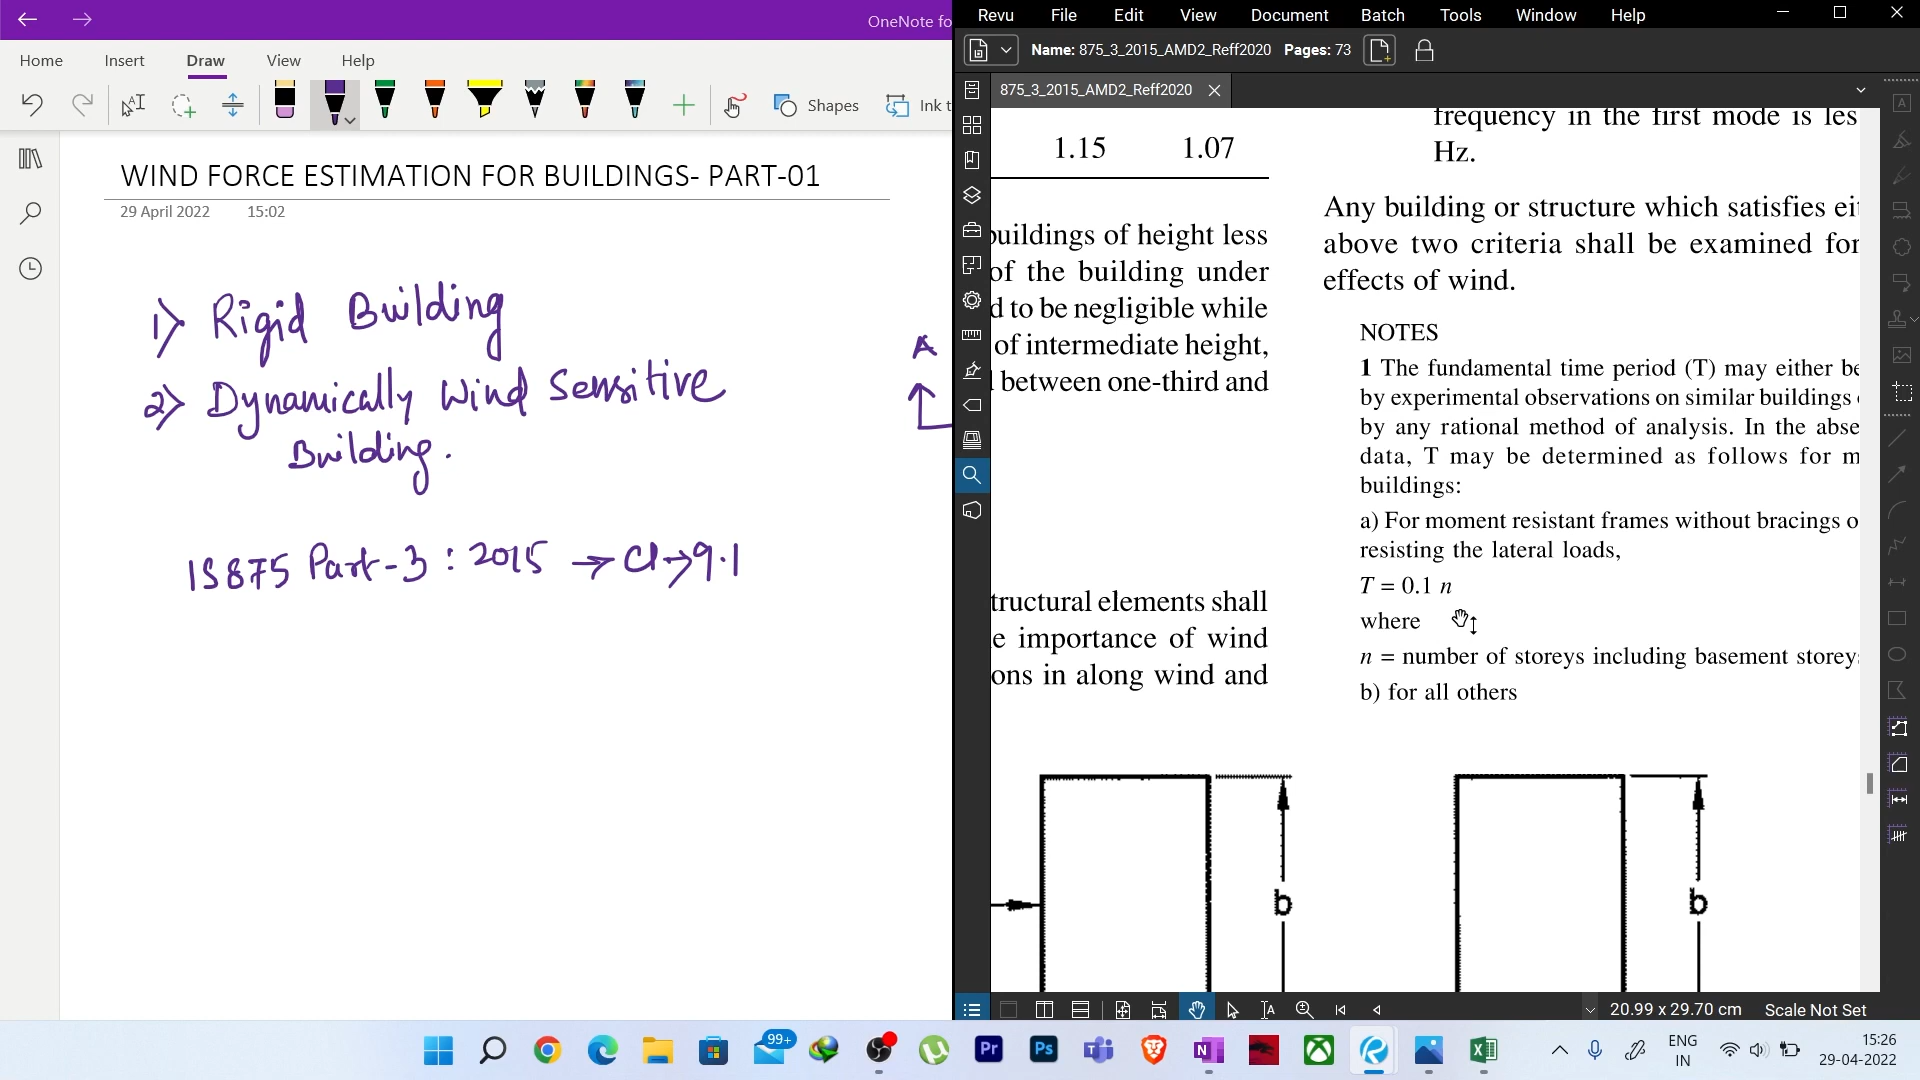 OneNote fo
Home Insert Draw View Help
Shapes
Ink t
WIND FORCE ESTIMATION FOR BUILDINGS- PART-01
29 April 2022 15:02
1) Rigid Building
2) Dynamically Wind Sensitive
Building.
IS875 Part-3 : 2015 → Cl→9.1
A
Revu File Edit View Document Batch Tools Window Help
Name: 875_3_2015_AMD2_Reff2020 Pages: 73
875_3_2015_AMD2_Reff2020
1.15 1.07
buildings of height less
of the building under
d to be negligible while
of intermediate height,
l between one-third and
tructural elements shall
e importance of wind
ons in along wind and
frequency in the first mode is les
Hz.
Any building or structure which satisfies ei
above two criteria shall be examined for
effects of wind.
NOTES
1 The fundamental time period (T) may either be
by experimental observations on similar buildings
by any rational method of analysis. In the abse
data, T may be determined as follows for m
buildings:
a) For moment resistant frames without bracings o
resisting the lateral loads,
T = 0.1 n
where
n = number of storeys including basement storeys
b) for all others
b
b
20.99 x 29.70 cm Scale Not Set
99+
Pr Ps
ENG
IN
15:26
29-04-2022